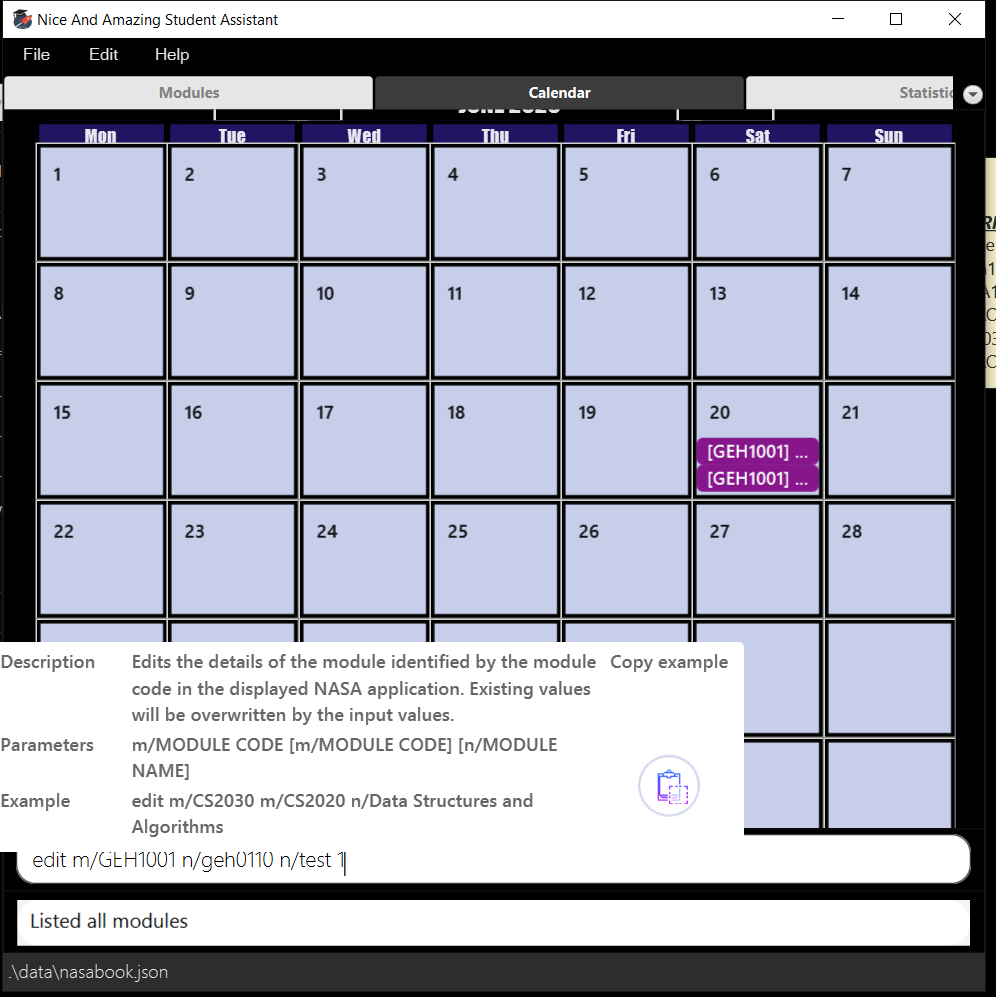 Nice And Amazing Student Assistant
File Edit Help
Modules Calendar
JUNE 2020
Mon Tue Wed Thu Fri Sat Sun
1 2 3 4 5 6 7
8 9 10 11 12 13 14
15 16 17 18 19 20 21
[GEH1001] ...
[GEH1001] ...
22 23 24 25 26 27 28
Description Edits the details of the module identified by the module Copy example
code in the displayed NASA application. Existing values
will be overwritten by the input values.
Parameters m/MODULE CODE [m/MODULE CODE] [n/MODULE
NAME]
Example edit m/CS2030 m/CS2020 n/Data Structures and
Algorithms
edit m/GEH1001 n/geh0110 n/test 1
Listed all modules
.\data\nasabook.json